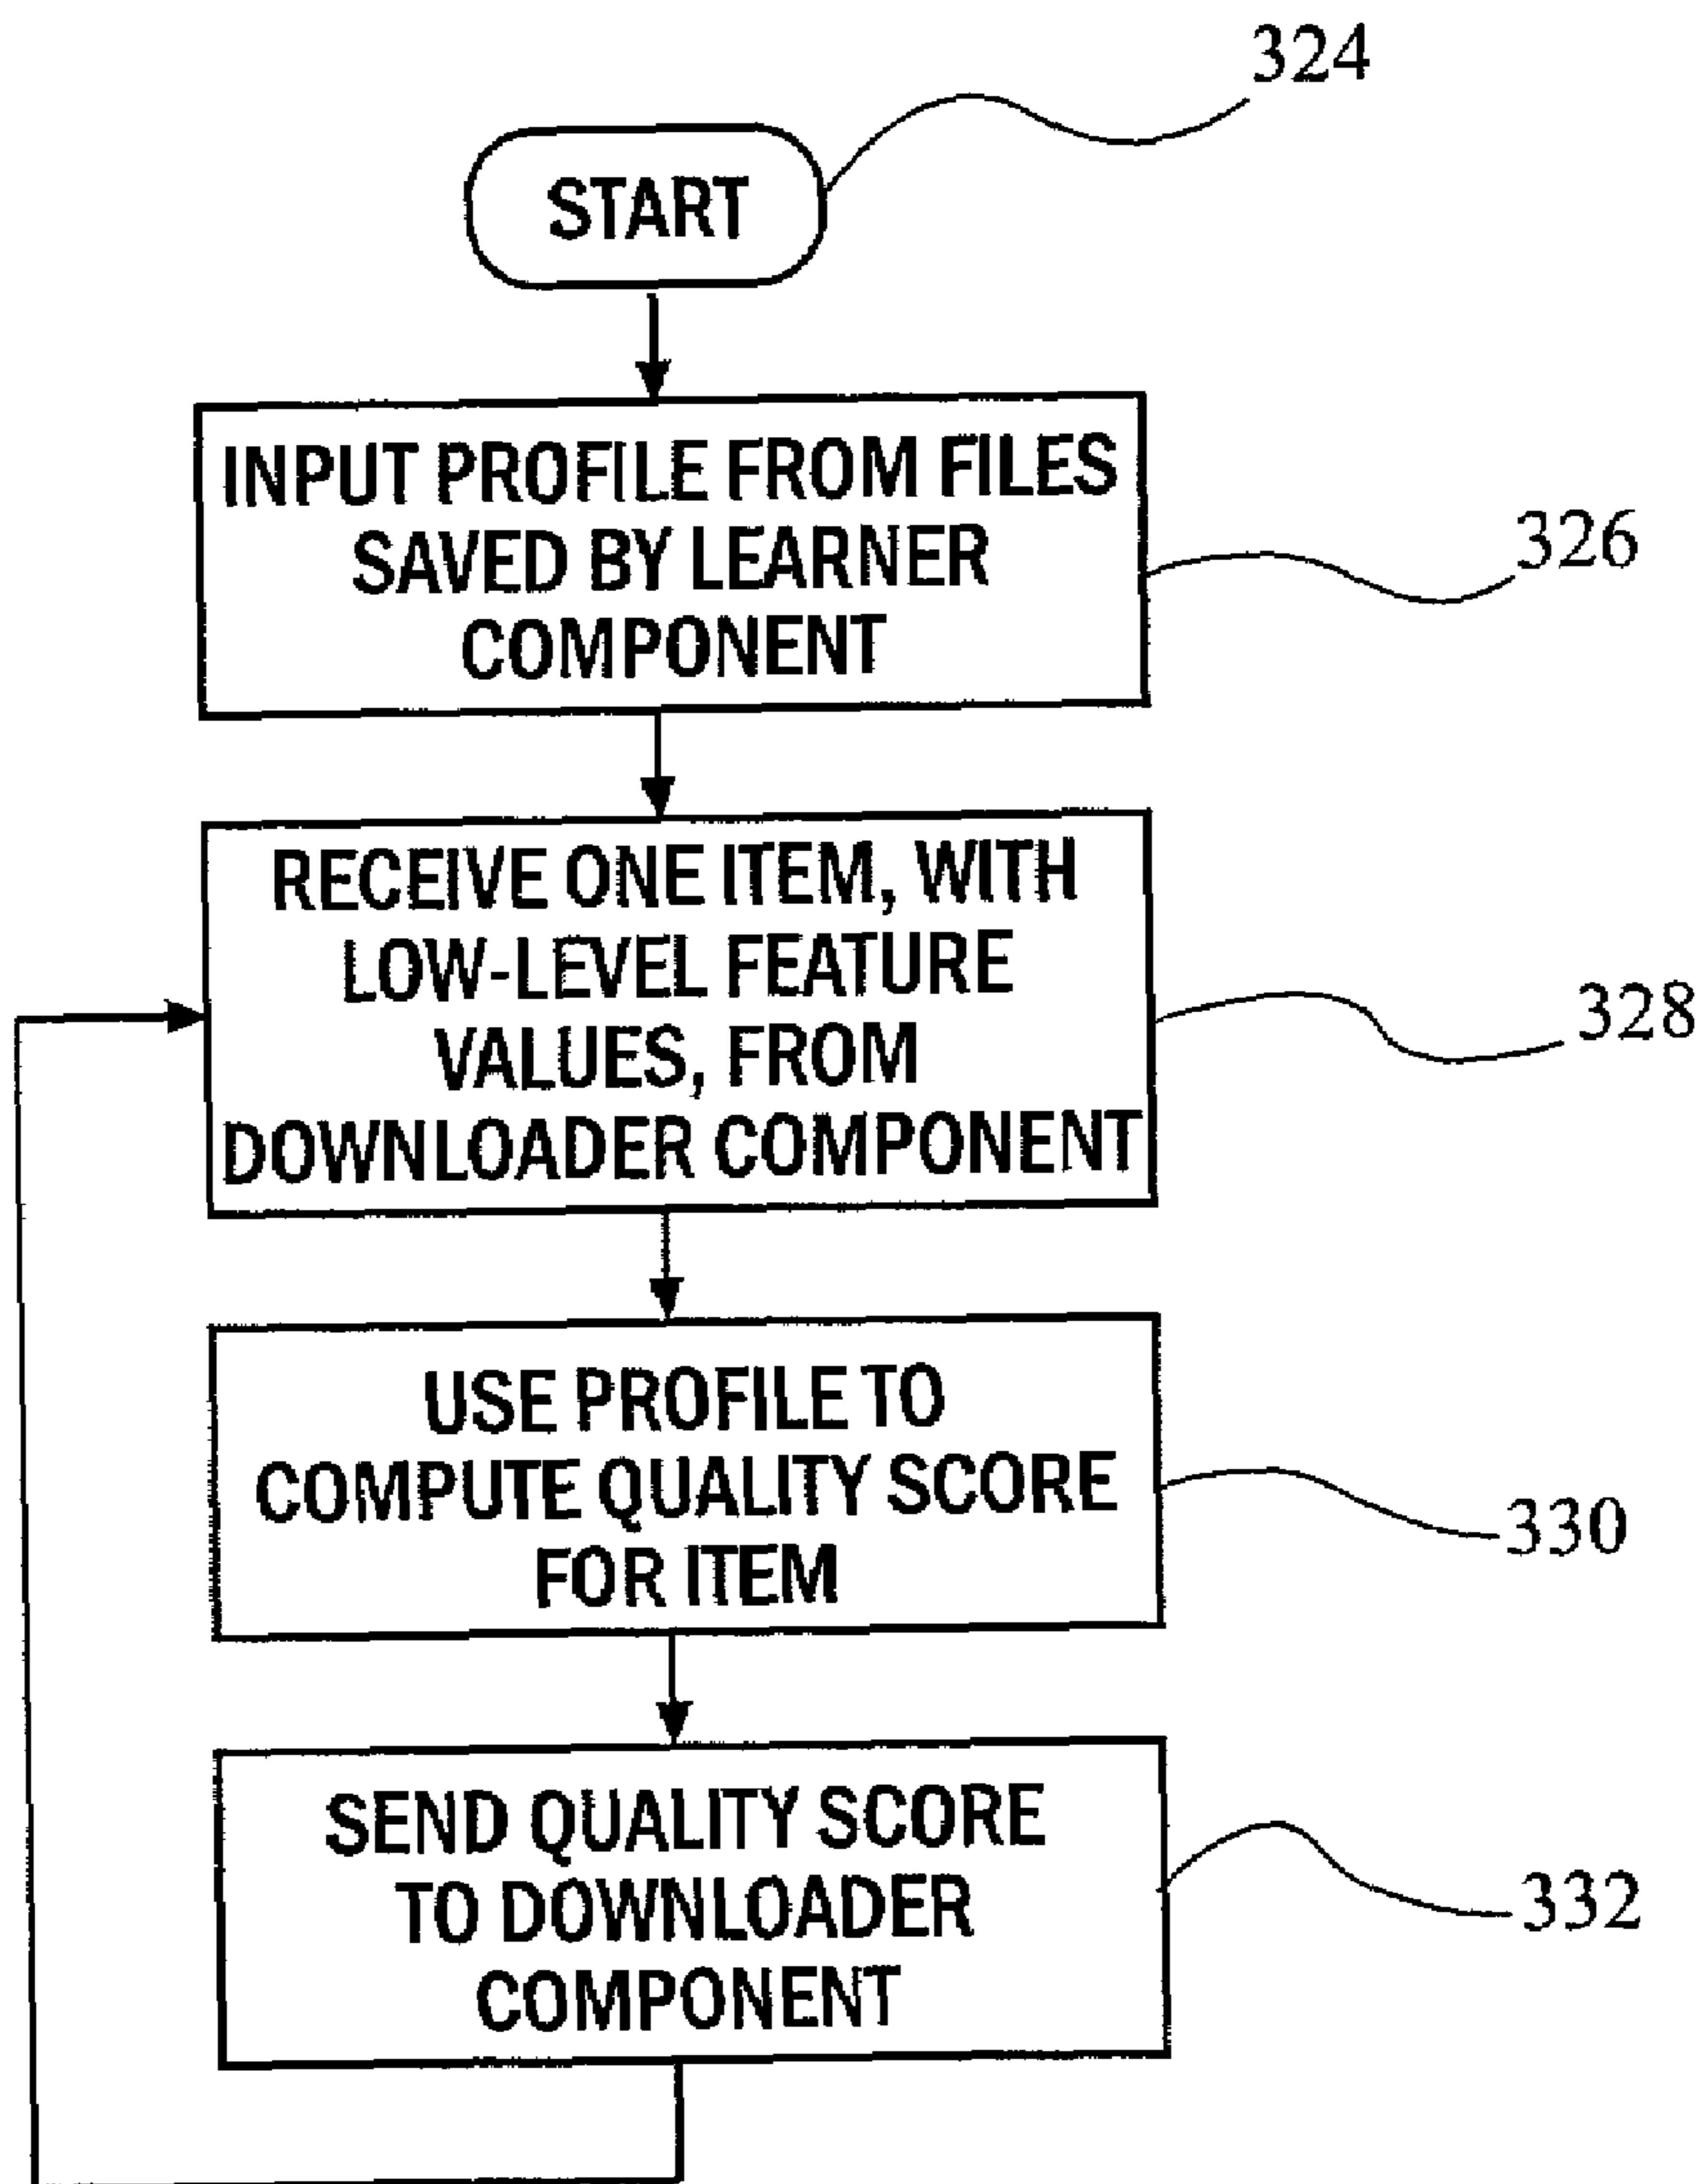 324
START
INPUT PROFILE FROM FILES
SAVED BY LEARNER
COMPONENT
326
RECEIVE ONE ITEM, WITH
LOW-LEVEL FEATURE
VALUES, FROM
DOWNLOADER COMPONENT
328
USE PROFILE TO
COMPUTE QUALITY SCORE
FOR ITEM
330
SEND QUALITY SCORE
TO DOWNLOADER
COMPONENT
332